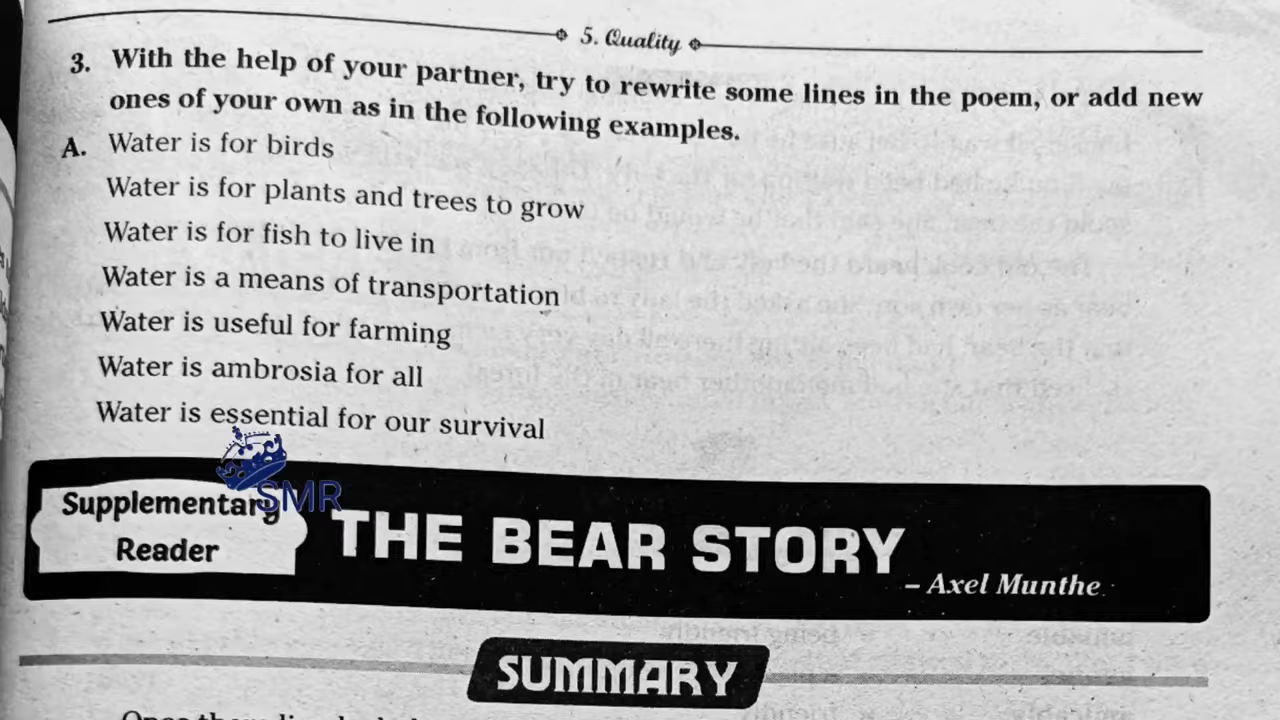 5. Quality
3. With the help of your partner, try to rewrite some lines in the poem, or add new
ones of your own as in the following examples.
A. Water is for birds
Water is for plants and trees to grow
Water is for fish to live in
Water is a means of transportation
Water is useful for farming
Water is ambrosia for all
Water is essential for our survival
SMR
Supplementary
Reader
THE BEAR STORY
– Axel Munthe
SUMMARY